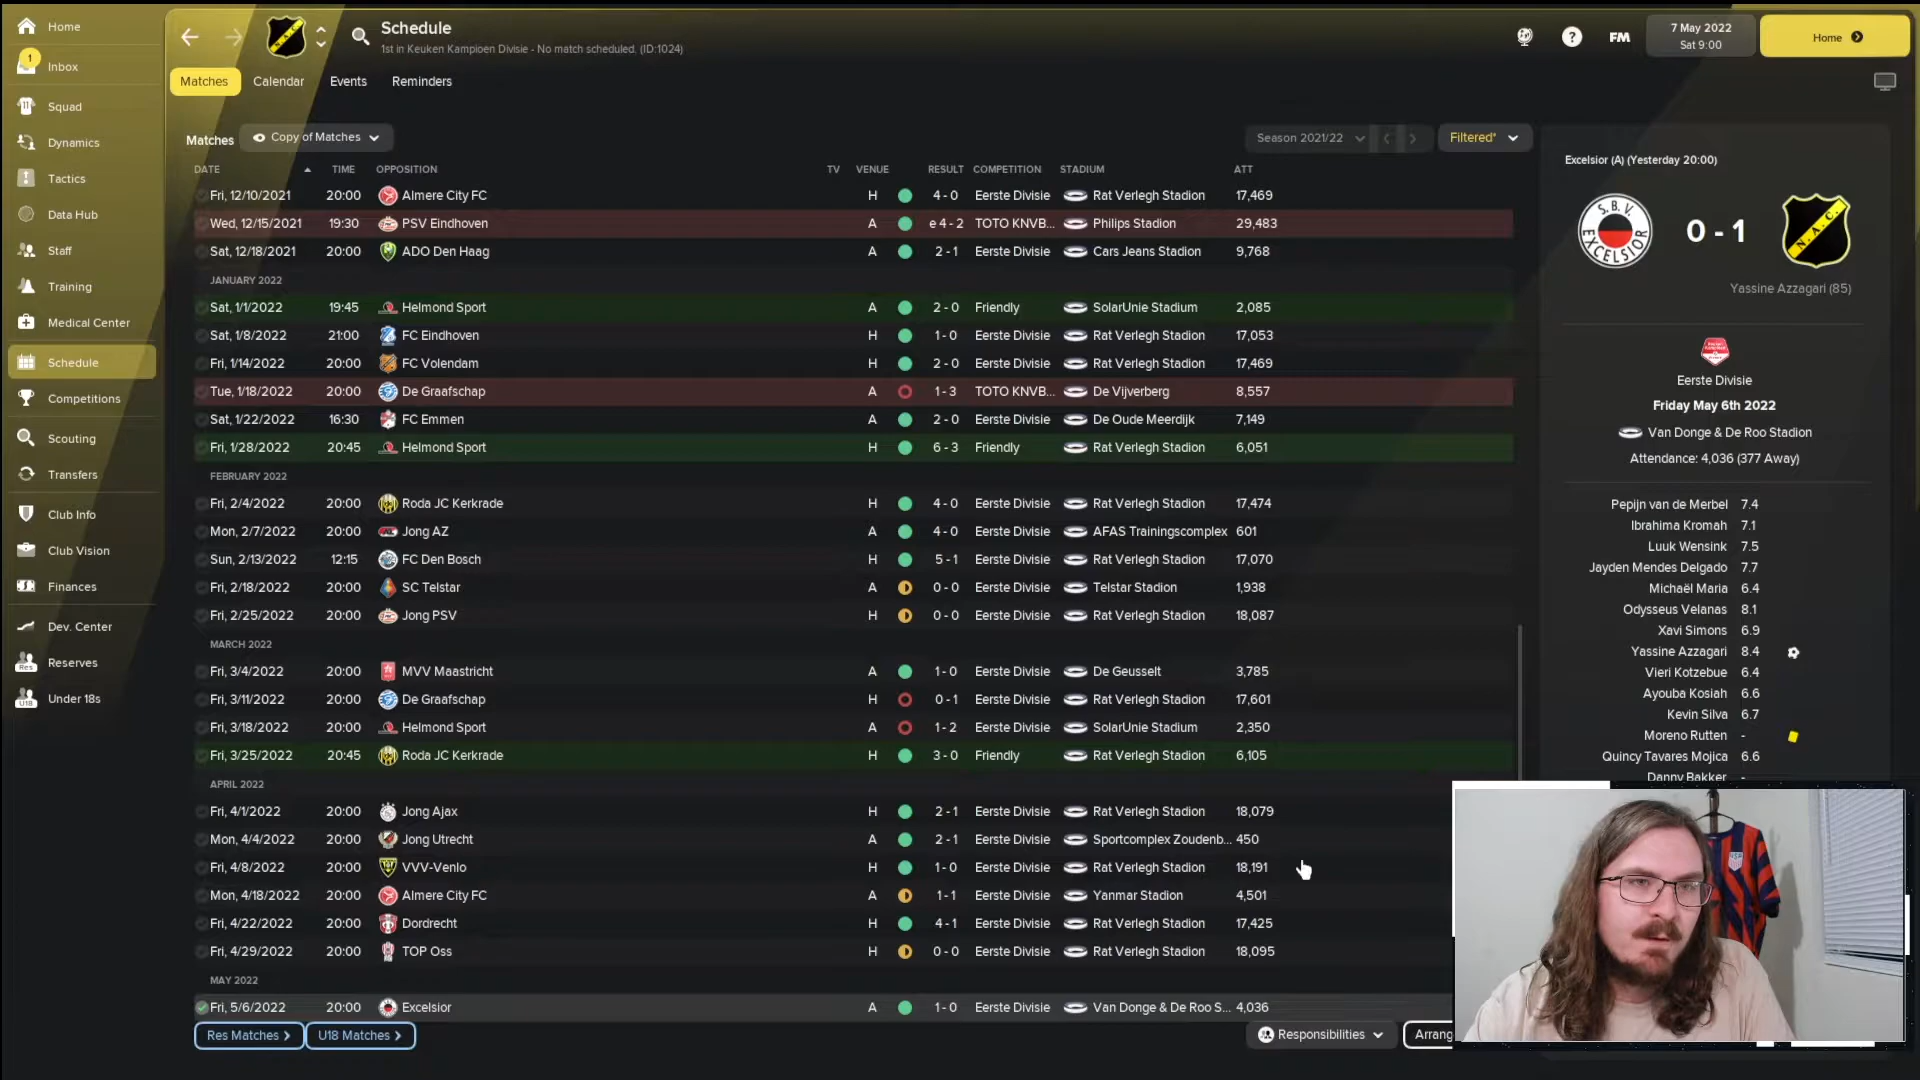 Home
1
Inbox
Squad
Dynamics
Tactics
Data Hub
Staff
Training
Medical Center
Schedule
Competitions
Scouting
Transfers
Club Info
Club Vision
Finances
Dev. Center
Res
Reserves
U18
Under 18s
N.A.C
Schedule
1st in Keuken Kampioen Divisie - No match scheduled. (ID:1024)
? FM
7 May 2022
Sat 9:00
Home
Matches Calendar Events Reminders
Matches Copy of Matches Season 2021/22 Filtered*
DATE TIME OPPOSITION TV VENUE RESULT COMPETITION STADIUM ATT
Fri, 12/10/2021 20:00 Almere City FC H 4 - 0 Eerste Divisie Rat Verlegh Stadion 17,469
Wed, 12/15/2021 19:30 PSV Eindhoven A e 4 - 2 TOTO KNVB... Philips Stadion 29,483
Sat, 12/18/2021 20:00 ADO Den Haag A 2 - 1 Eerste Divisie Cars Jeans Stadion 9,768
JANUARY 2022
Sat, 1/1/2022 19:45 Helmond Sport A 2 - 0 Friendly SolarUnie Stadium 2,085
Sat, 1/8/2022 21:00 FC Eindhoven H 1 - 0 Eerste Divisie Rat Verlegh Stadion 17,053
Fri, 1/14/2022 20:00 FC Volendam H 2 - 0 Eerste Divisie Rat Verlegh Stadion 17,469
Tue, 1/18/2022 20:00 De Graafschap A 1 - 3 TOTO KNVB... De Vijverberg 8,557
Sat, 1/22/2022 16:30 FC Emmen A 2 - 0 Eerste Divisie De Oude Meerdijk 7,149
Fri, 1/28/2022 20:45 Helmond Sport H 6 - 3 Friendly Rat Verlegh Stadion 6,051
FEBRUARY 2022
Fri, 2/4/2022 20:00 Roda JC Kerkrade H 4 - 0 Eerste Divisie Rat Verlegh Stadion 17,474
Mon, 2/7/2022 20:00 Jong AZ A 4 - 0 Eerste Divisie AFAS Trainingscomplex 601
Sun, 2/13/2022 12:15 FC Den Bosch H 5 - 1 Eerste Divisie Rat Verlegh Stadion 17,070
Fri, 2/18/2022 20:00 SC Telstar A 0 - 0 Eerste Divisie Telstar Stadion 1,938
Fri, 2/25/2022 20:00 Jong PSV H 0 - 0 Eerste Divisie Rat Verlegh Stadion 18,087
MARCH 2022
Fri, 3/4/2022 20:00 MVV Maastricht A 1 - 0 Eerste Divisie De Geusselt 3,785
Fri, 3/11/2022 20:00 De Graafschap H 0 - 1 Eerste Divisie Rat Verlegh Stadion 17,601
Fri, 3/18/2022 20:00 Helmond Sport A 1 - 2 Eerste Divisie SolarUnie Stadium 2,350
Fri, 3/25/2022 20:45 Roda JC Kerkrade H 3 - 0 Friendly Rat Verlegh Stadion 6,105
APRIL 2022
Fri, 4/1/2022 20:00 Jong Ajax H 2 - 1 Eerste Divisie Rat Verlegh Stadion 18,079
Mon, 4/4/2022 20:00 Jong Utrecht A 2 - 1 Eerste Divisie Sportcomplex Zoudenb... 450
Fri, 4/8/2022 20:00 VVV-Venlo H 1 - 0 Eerste Divisie Rat Verlegh Stadion 18,191
Mon, 4/18/2022 20:00 Almere City FC A 1 - 1 Eerste Divisie Yanmar Stadion 4,501
Fri, 4/22/2022 20:00 Dordrecht H 4 - 1 Eerste Divisie Rat Verlegh Stadion 17,425
Fri, 4/29/2022 20:00 TOP Oss H 0 - 0 Eerste Divisie Rat Verlegh Stadion 18,095
MAY 2022
Fri, 5/6/2022 20:00 Excelsior A 1 - 0 Eerste Divisie Van Donge & De Roo S... 4,036
Res Matches U18 Matches Responsibilities Arrang
Excelsior (A) (Yesterday 20:00)
S.B.V.
EXCELSIOR
0 - 1
N.A.C.
Yassine Azzagari (85)
Eerste Divisie
Friday May 6th 2022
Van Donge & De Roo Stadion
Attendance: 4,036 (377 Away)
Pepijn van de Merbel 7.4
Ibrahima Kromah 7.1
Luuk Wensink 7.5
Jayden Mendes Delgado 7.7
Michaël Maria 6.4
Odysseus Velanas 8.1
Xavi Simons 6.9
Yassine Azzagari 8.4
Vieri Kotzebue 6.4
Ayouba Kosiah 6.6
Kevin Silva 6.7
Moreno Rutten -
Quincy Tavares Mojica 6.6
Danny Bakker -